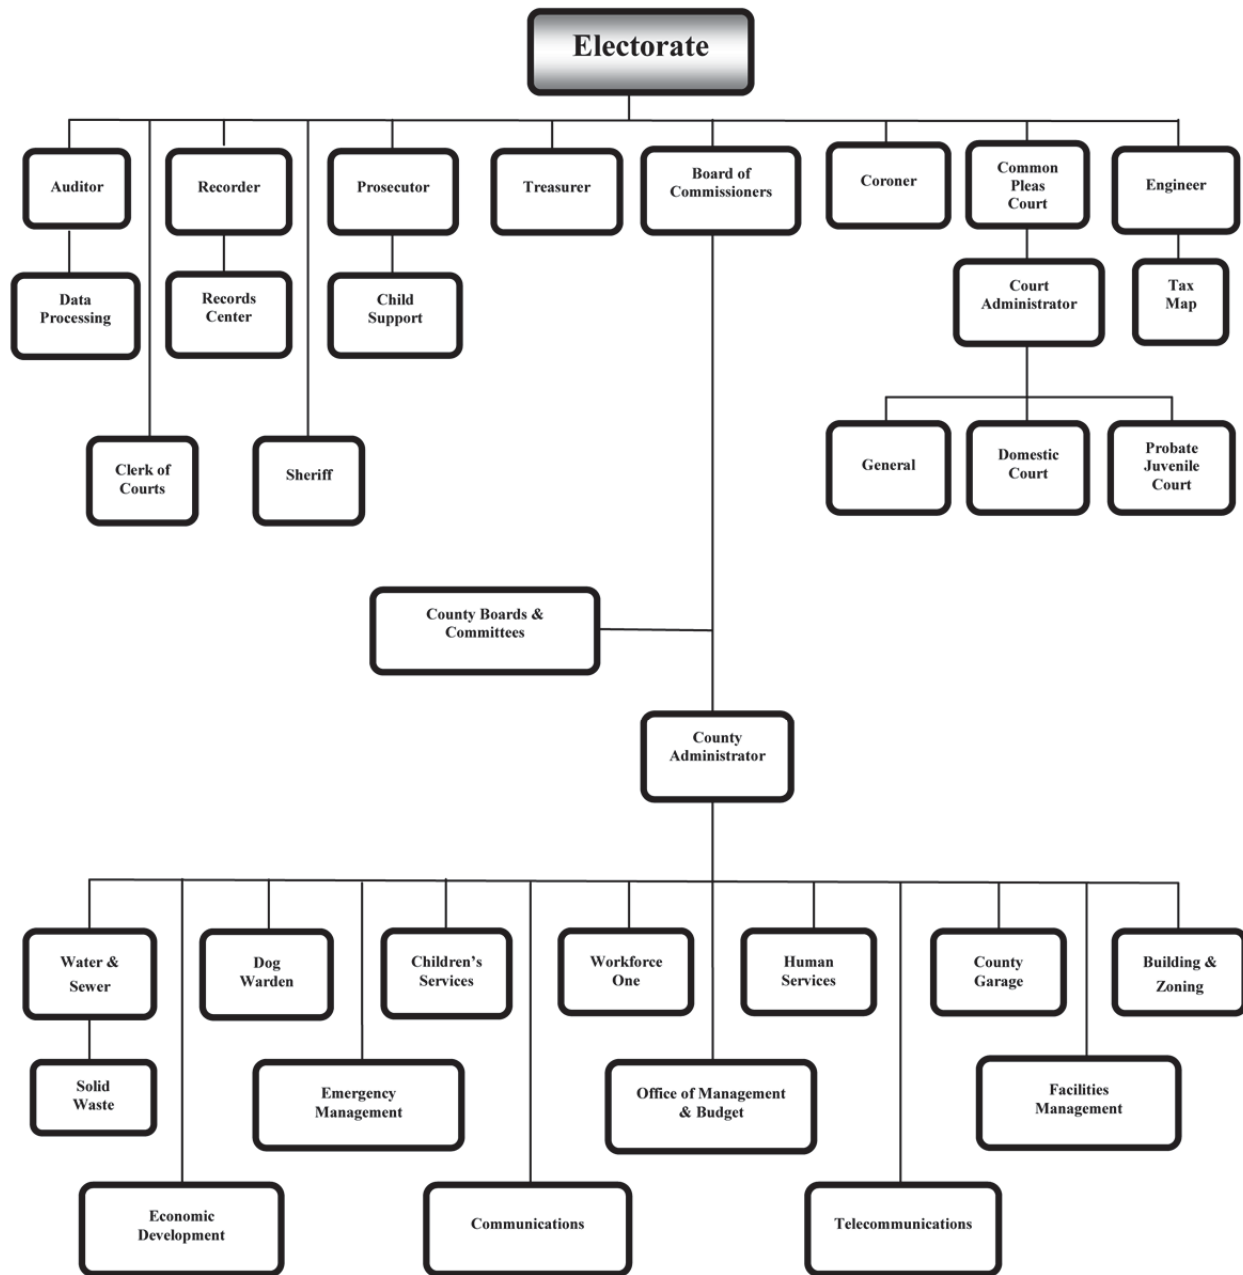 Electorate
Auditor
Recorder
Prosecutor
Treasurer
Board of
Commissioners
Coroner
Common
Pleas
Court
Engineer
Data
Processing
Records
Center
Child
Support
Court
Administrator
Tax
Map
Clerk of
Courts
Sheriff
General
Domestic
Court
Probate
Juvenile
Court
County Boards &
Committees
County
Administrator
Water &
Sewer
Dog
Warden
Children’s
Services
Workforce
One
Human
Services
County
Garage
Building &
Zoning
Solid
Waste
Emergency
Management
Office of Management
& Budget
Facilities
Management
Economic
Development
Communications
Telecommunications